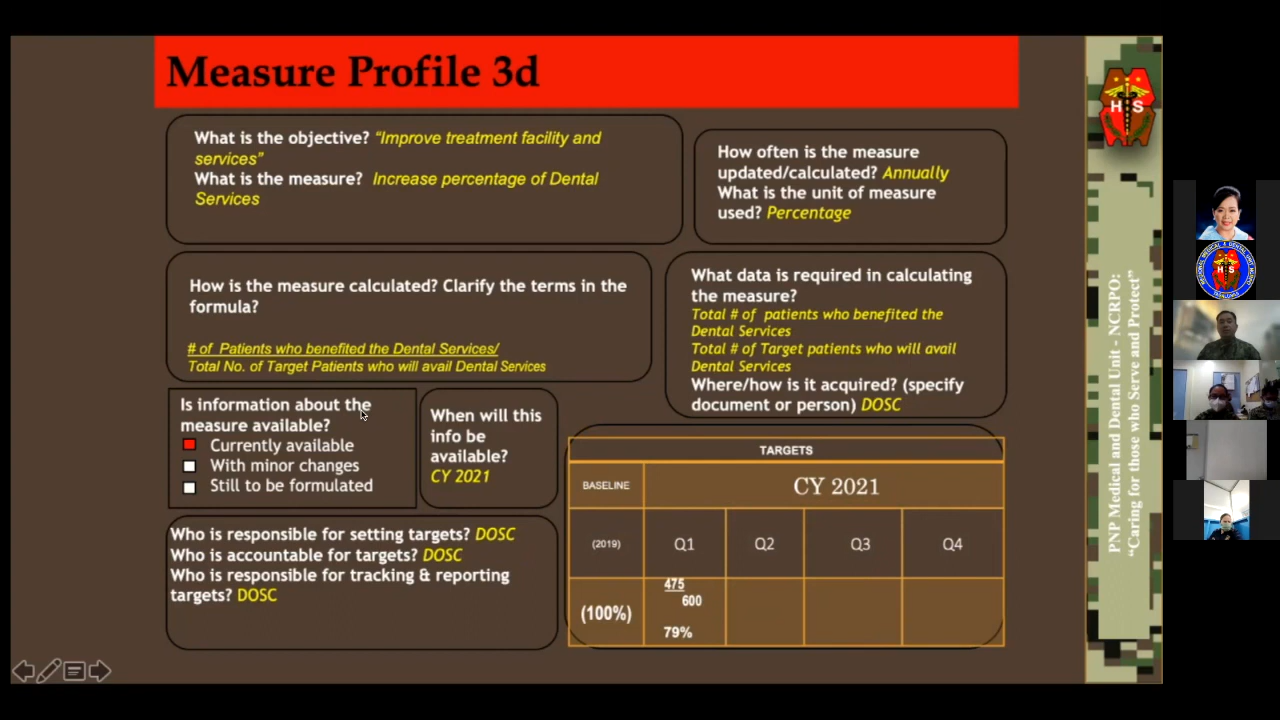 Measure Profile 3d
What is the objective? "Improve treatment facility and
services"
What is the measure? Increase percentage of Dental
Services
How often is the measure
updated/calculated? Annually
What is the unit of measure
used? Percentage
How is the measure calculated? Clarify the terms in the
formula?
# of Patients who benefited the Dental Services/
Total No. of Target Patients who will avail Dental Services
What data is required in calculating
the measure?
Total # of patients who benefited the
Dental Services
Total # of Target patients who will avail
Dental Services
Where/how is it acquired? (specify
document or person) DOSC
Is information about the
measure available?
Currently available
With minor changes
Still to be formulated
When will this
info be
available?
CY 2021
Who is responsible for setting targets? DOSC
Who is accountable for targets? DOSC
Who is responsible for tracking & reporting
targets? DOSC
TARGETS
BASELINE
CY 2021
(2019)
Q1
Q2
Q3
Q4
(100%)
475
600
79%
H S
PNP Medical and Dental Unit - NCRPO:
"Caring for those who Serve and Protect"
H S